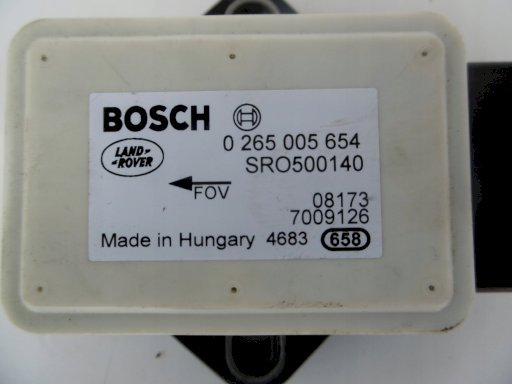 BOSCH
LAND-
-ROVER
0 265 005 654
SRO500140
FOV
08173
7009126
Made in Hungary 4683 658